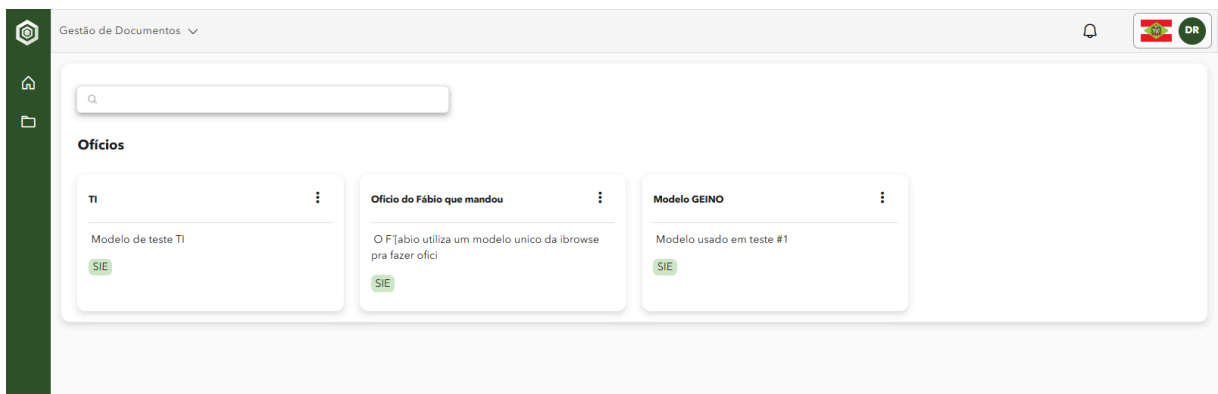 Gestão de Documentos
DR
Ofícios
TI
Oficio do Fábio que mandou
Modelo GEINO
Modelo de teste TI
O F'[abio utiliza um modelo unico da ibrowse
pra fazer ofici
Modelo usado em teste #1
SIE
SIE
SIE